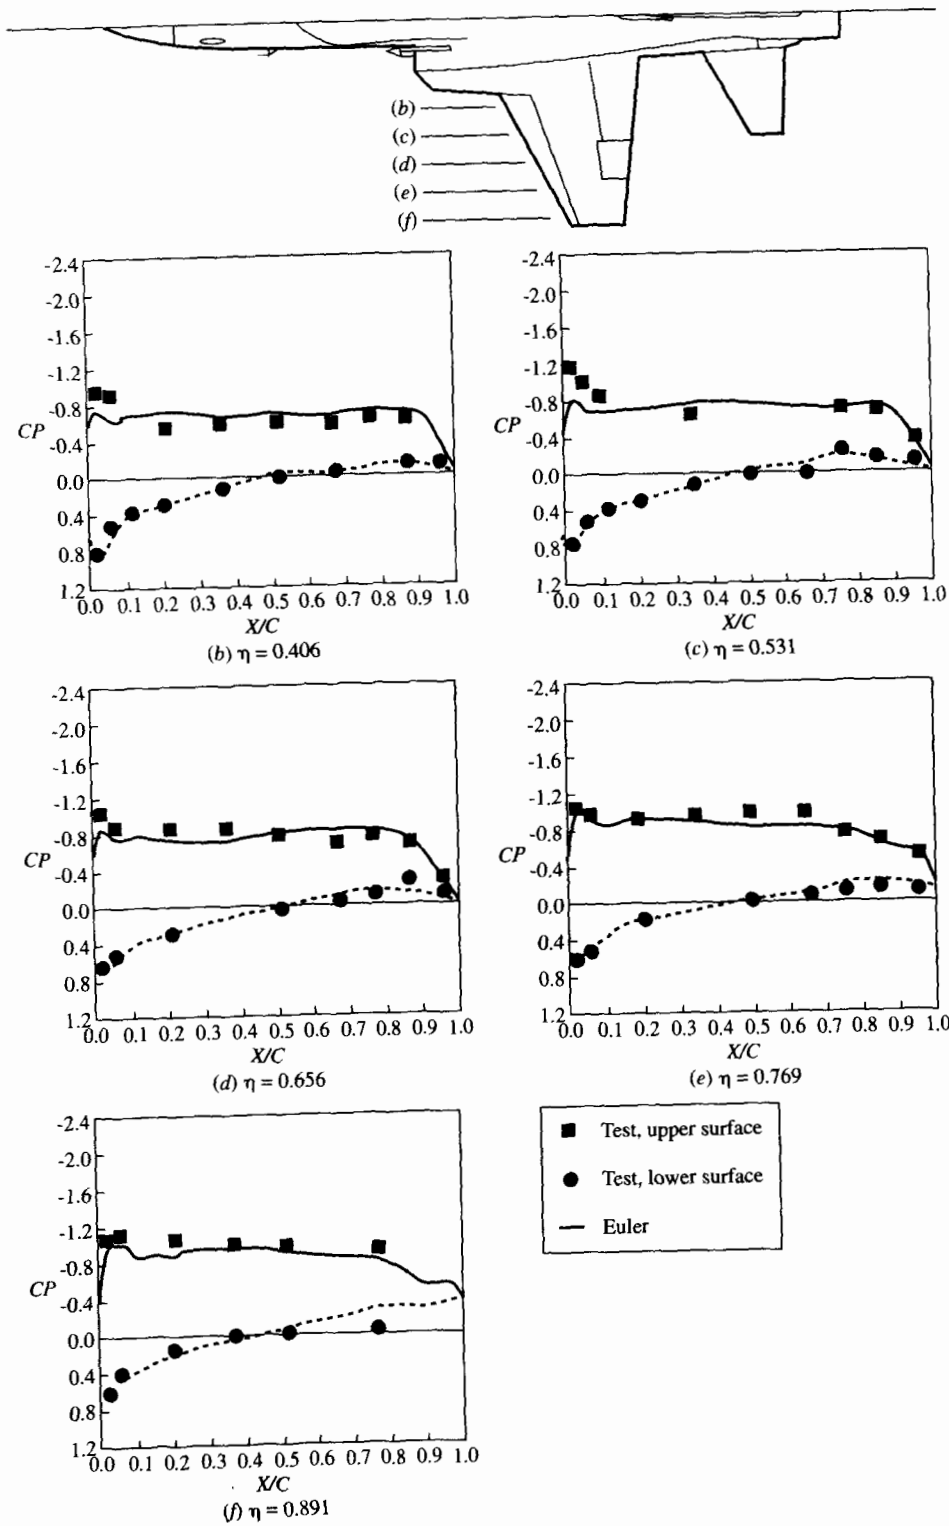 (b)
(c)
(d)
(e)
(f)
-2.4
-2.0
-1.6
-1.2
-0.8
CP
-0.4
0.0
0.4
0.8
1.2
0.0 0.1 0.2 0.3 0.4 0.5 0.6 0.7 0.8 0.9 1.0
X/C
(b) η = 0.406
-2.4
-2.0
-1.6
-1.2
-0.8
CP
-0.4
0.0
0.4
0.8
1.2
0.0 0.1 0.2 0.3 0.4 0.5 0.6 0.7 0.8 0.9 1.0
X/C
(c) η = 0.531
-2.4
-2.0
-1.6
-1.2
-0.8
CP
-0.4
0.0
0.4
0.8
1.2
0.0 0.1 0.2 0.3 0.4 0.5 0.6 0.7 0.8 0.9 1.0
X/C
(d) η = 0.656
-2.4
-2.0
-1.6
-1.2
-0.8
CP
-0.4
0.0
0.4
0.8
1.2
0.0 0.1 0.2 0.3 0.4 0.5 0.6 0.7 0.8 0.9 1.0
X/C
(e) η = 0.769
-2.4
-2.0
-1.6
-1.2
-0.8
CP
-0.4
0.0
0.4
0.8
1.2
0.0 0.1 0.2 0.3 0.4 0.5 0.6 0.7 0.8 0.9 1.0
X/C
(f) η = 0.891
Test, upper surface
Test, lower surface
Euler